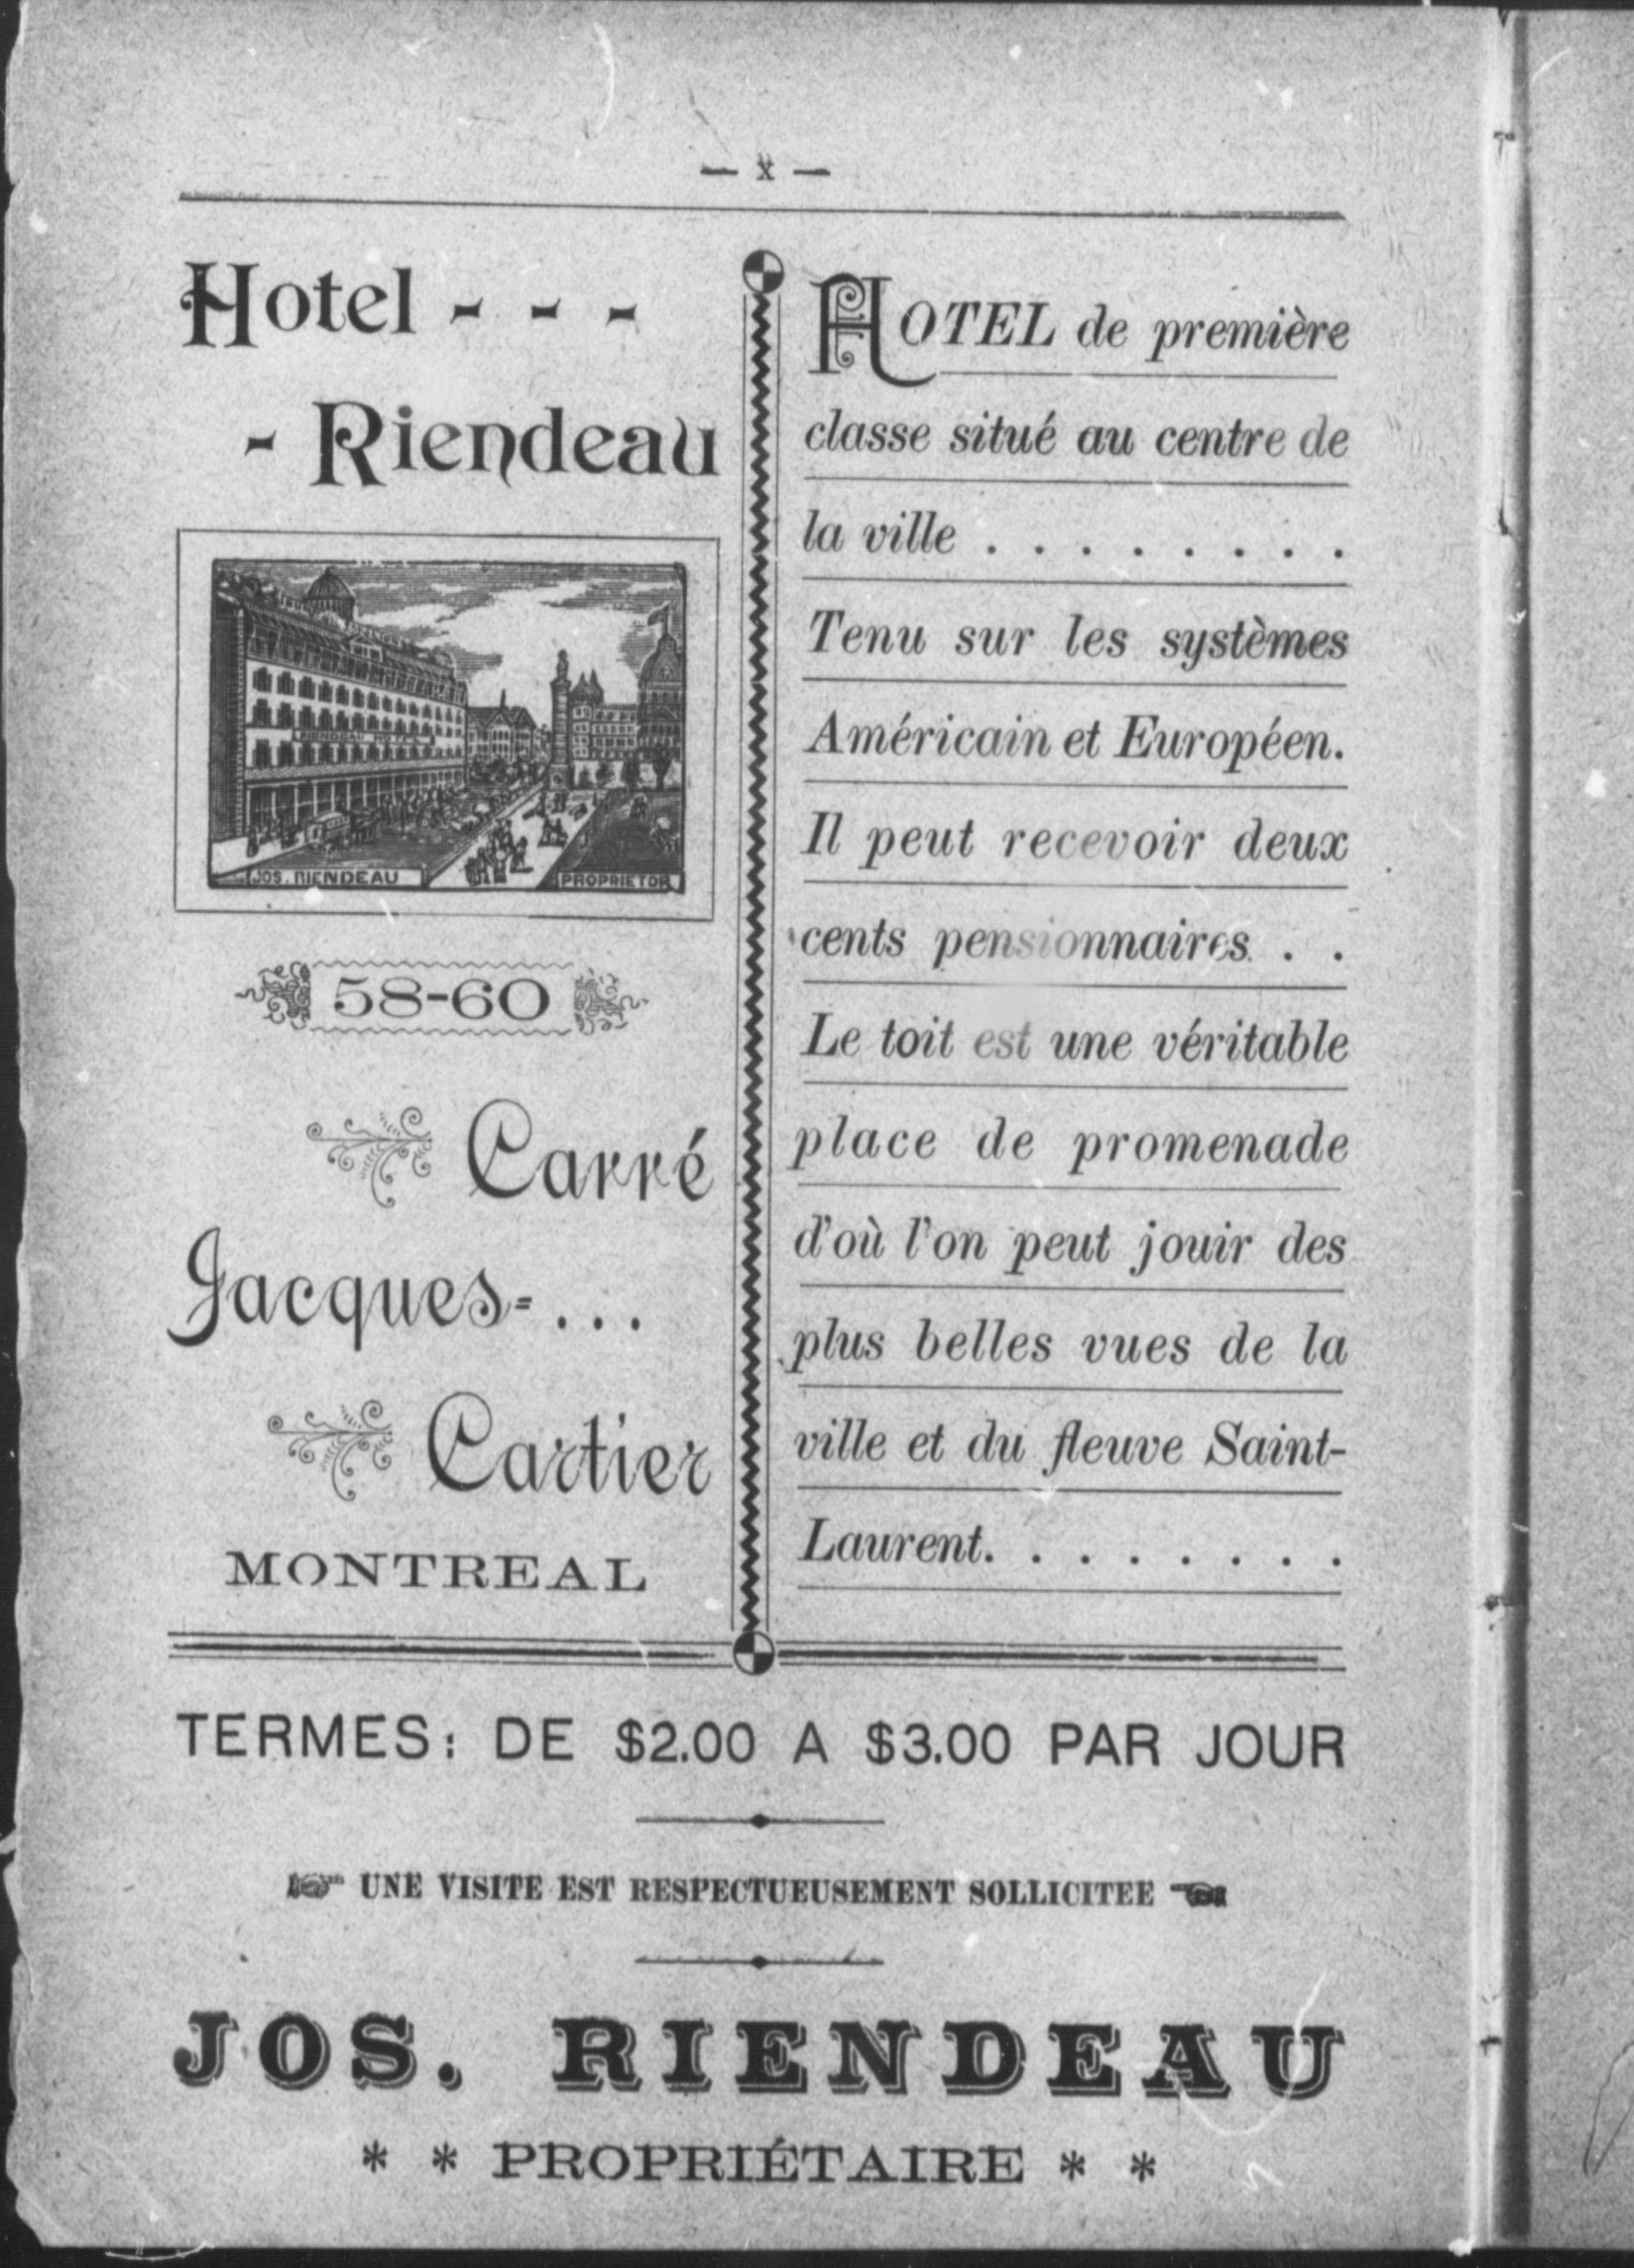 — x —
Hotel - - -
- Riendeau
RIENDEAU HOTEL
JOS. RIENDEAU
PROPRIETOR
58-60
Carré
Jacques- ...
Cartier
MONTREAL
HOTEL de première
classe situé au centre de
la ville . . . . . . . .
Tenu sur les systèmes
Américain et Européen.
Il peut recevoir deux
cents pensionnaires . .
Le toit est une véritable
place de promenade
d'où l'on peut jouir des
plus belles vues de la
ville et du fleuve Saint-
Laurent. . . . . . . .
TERMES: DE $2.00 A $3.00 PAR JOUR
UNE VISITE EST RESPECTUEUSEMENT SOLLICITEE
JOS. RIENDEAU
* * PROPRIÉTAIRE * *